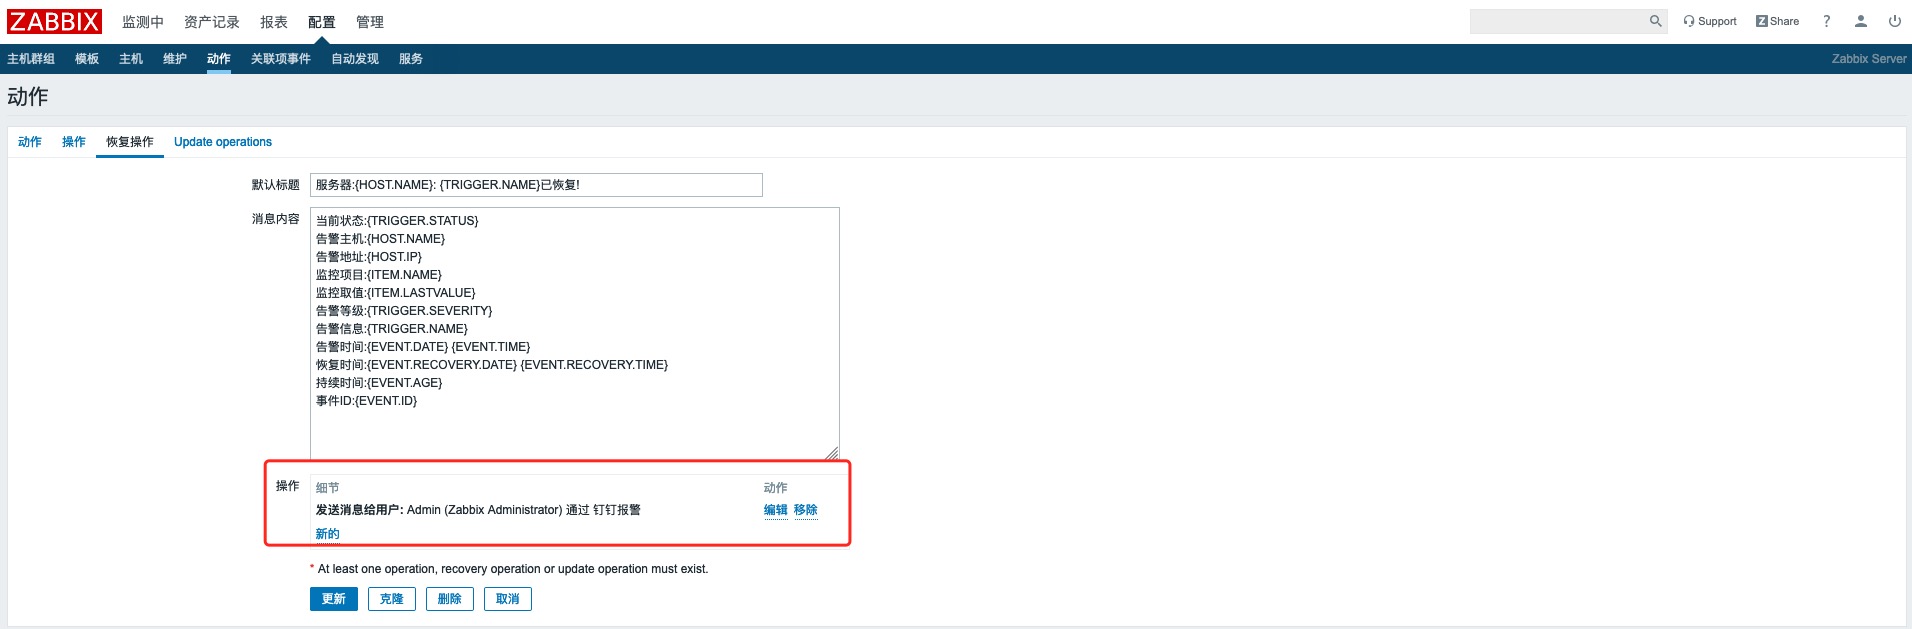 ZABBIX 监测中 资产记录 报表 配置 管理 Support Z Share ?
主机群组 模板 主机 维护 动作 关联项事件 自动发现 服务 Zabbix Server
动作
动作 操作 恢复操作 Update operations
默认标题 服务器:{HOST.NAME}: {TRIGGER.NAME}已恢复!
消息内容 当前状态:{TRIGGER.STATUS}
告警主机:{HOST.NAME}
告警地址:{HOST.IP}
监控项目:{ITEM.NAME}
监控取值:{ITEM.LASTVALUE}
告警等级:{TRIGGER.SEVERITY}
告警信息:{TRIGGER.NAME}
告警时间:{EVENT.DATE} {EVENT.TIME}
恢复时间:{EVENT.RECOVERY.DATE} {EVENT.RECOVERY.TIME}
持续时间:{EVENT.AGE}
事件ID:{EVENT.ID}
操作 细节 动作
发送消息给用户: Admin (Zabbix Administrator) 通过 钉钉报警 编辑 移除
新的
* At least one operation, recovery operation or update operation must exist.
更新 克隆 删除 取消